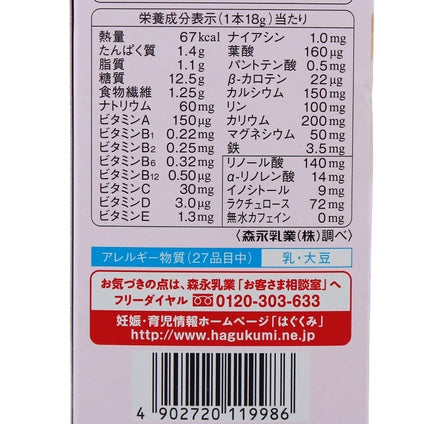 栄養成分表示(1本18g)当たり
熱量 67kcal
たんぱく質 1.4g
脂質 1.1g
糖質 12.5g
食物繊維 1.25g
ナトリウム 60mg
ビタミンA 150μg
ビタミンB1 0.22mg
ビタミンB2 0.25mg
ビタミンB6 0.32mg
ビタミンB12 0.50μg
ビタミンC 30mg
ビタミンD 3.0μg
ビタミンE 1.3mg
ナイアシン 1.0mg
葉酸 160μg
パントテン酸 0.5mg
β-カロテン 22μg
カルシウム 150mg
リン 100mg
カリウム 200mg
マグネシウム 50mg
鉄 3.5mg
リノール酸 140mg
α-リノレン酸 14mg
イノシトール 9mg
ラクチュロース 72mg
無水カフェイン 0mg
〈森永乳業(株)調べ〉
アレルギー物質(27品目中) 乳・大豆
お気づきの点は、森永乳業「お客さま相談室」へ
フリーダイヤル 0120-303-633
妊娠・育児情報ホームページ「はぐくみ」
http://www.hagukumi.ne.jp
4 902720 119986